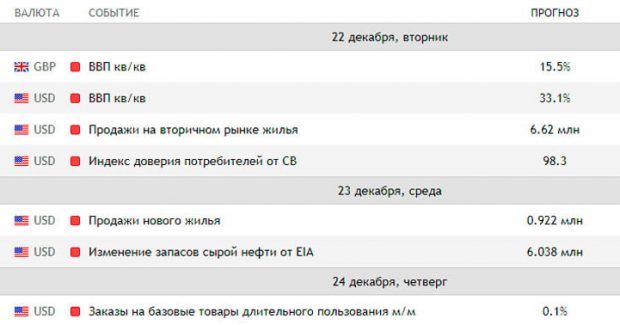 ВАЛЮТА СОБЫТИЕ ПРОГНОЗ
22 декабря, вторник
GBP ВВП кв/кв 15.5%
USD ВВП кв/кв 33.1%
USD Продажи на вторичном рынке жилья 6.62 млн
USD Индекс доверия потребителей от CB 98.3
23 декабря, среда
USD Продажи нового жилья 0.922 млн
USD Изменение запасов сырой нефти от EIA 6.038 млн
24 декабря, четверг
USD Заказы на базовые товары длительного пользования м/м 0.1%